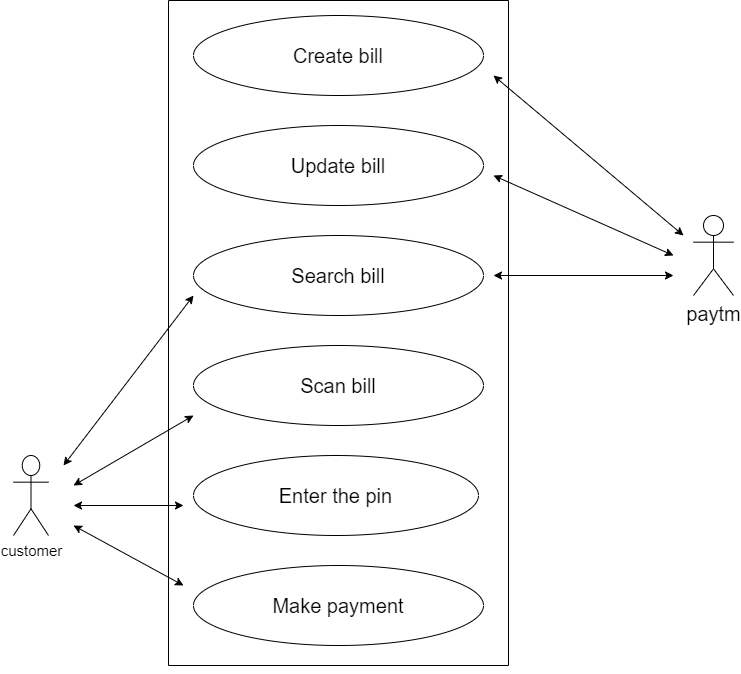 Create bill
Update bill
Search bill
paytm
Scan bill
Enter the pin
customer
Make payment